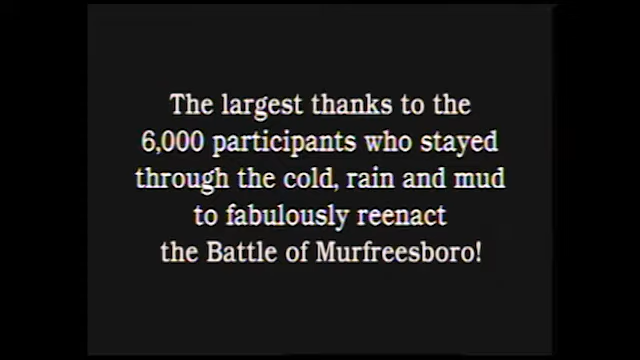 The largest thanks to the
6,000 participants who stayed
through the cold, rain and mud
to fabulously reenact
the Battle of Murfreesboro!